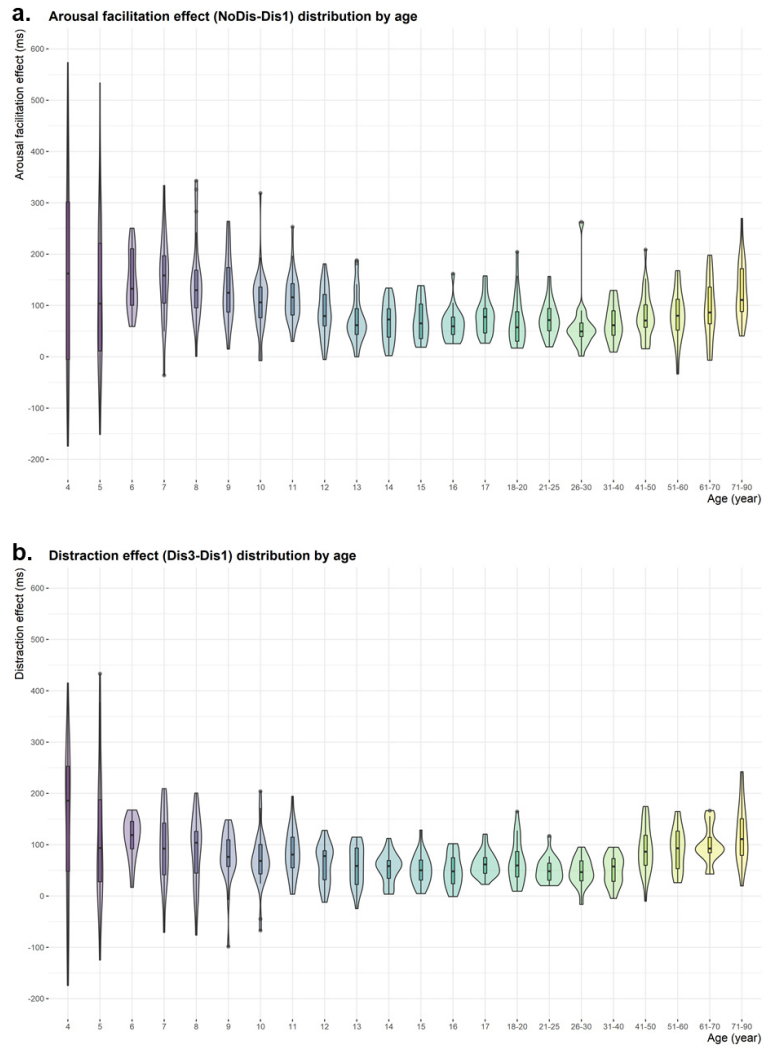 a. Arousal facilitation effect (NoDis-Dis1) distribution by age
Arousal facilitation effect (ms)
600
500
400
300
200
100
0
-100
-200
4 5 6 7 8 9 10 11 12 13 14 15 16 17 18-20 21-25 26-30 31-40 41-50 51-60 61-70 71-90
Age (year)
b. Distraction effect (Dis3-Dis1) distribution by age
Distraction effect (ms)
600
500
400
300
200
100
0
-100
-200
4 5 6 7 8 9 10 11 12 13 14 15 16 17 18-20 21-25 26-30 31-40 41-50 51-60 61-70 71-90
Age (year)